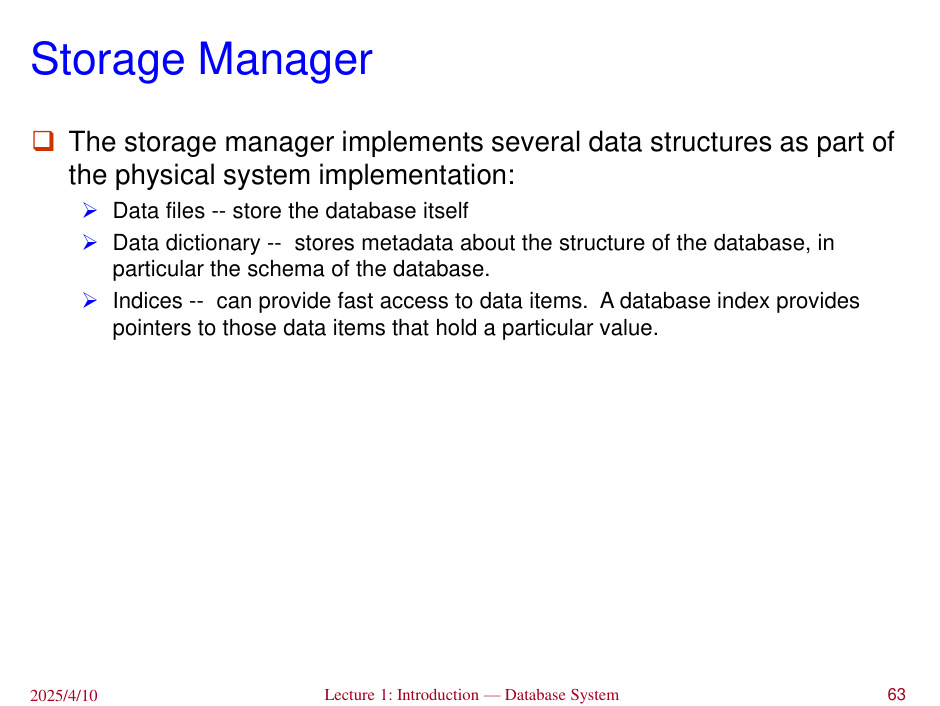 Storage Manager
The storage manager implements several data structures as part of
the physical system implementation:
Data files -- store the database itself
Data dictionary --  stores metadata about the structure of the database, in
particular the schema of the database.
Indices --  can provide fast access to data items.  A database index provides
pointers to those data items that hold a particular value.
2025/4/10
Lecture 1: Introduction — Database System
63